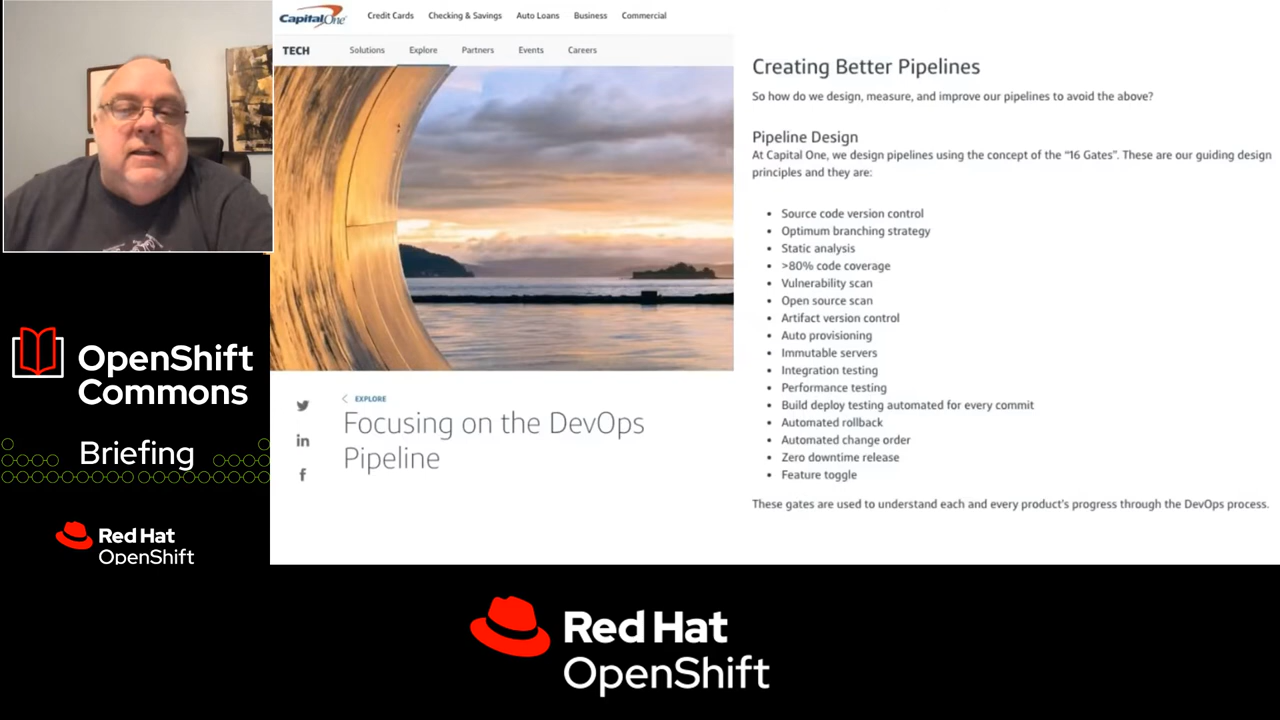 CapitalOne
Credit Cards Checking & Savings Auto Loans Business Commercial
TECH Solutions Explore Partners Events Careers
EXPLORE
Focusing on the DevOps
Pipeline
Creating Better Pipelines
So how do we design, measure, and improve our pipelines to avoid the above?
Pipeline Design
At Capital One, we design pipelines using the concept of the “16 Gates”. These are our guiding design
principles and they are:
• Source code version control
• Optimum branching strategy
• Static analysis
• >80% code coverage
• Vulnerability scan
• Open source scan
• Artifact version control
• Auto provisioning
• Immutable servers
• Integration testing
• Performance testing
• Build deploy testing automated for every commit
• Automated rollback
• Automated change order
• Zero downtime release
• Feature toggle
These gates are used to understand each and every product's progress through the DevOps process.
OpenShift
Commons
Briefing
Red Hat
OpenShift
Red Hat
OpenShift